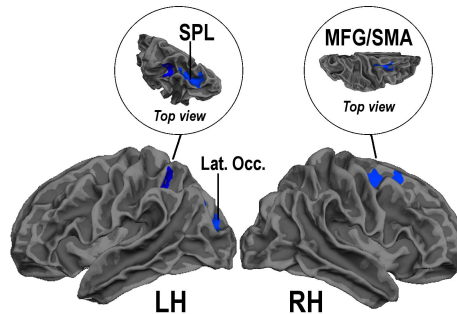 SPL
Top view
MFG/SMA
Top view
Lat. Occ.
LH
RH